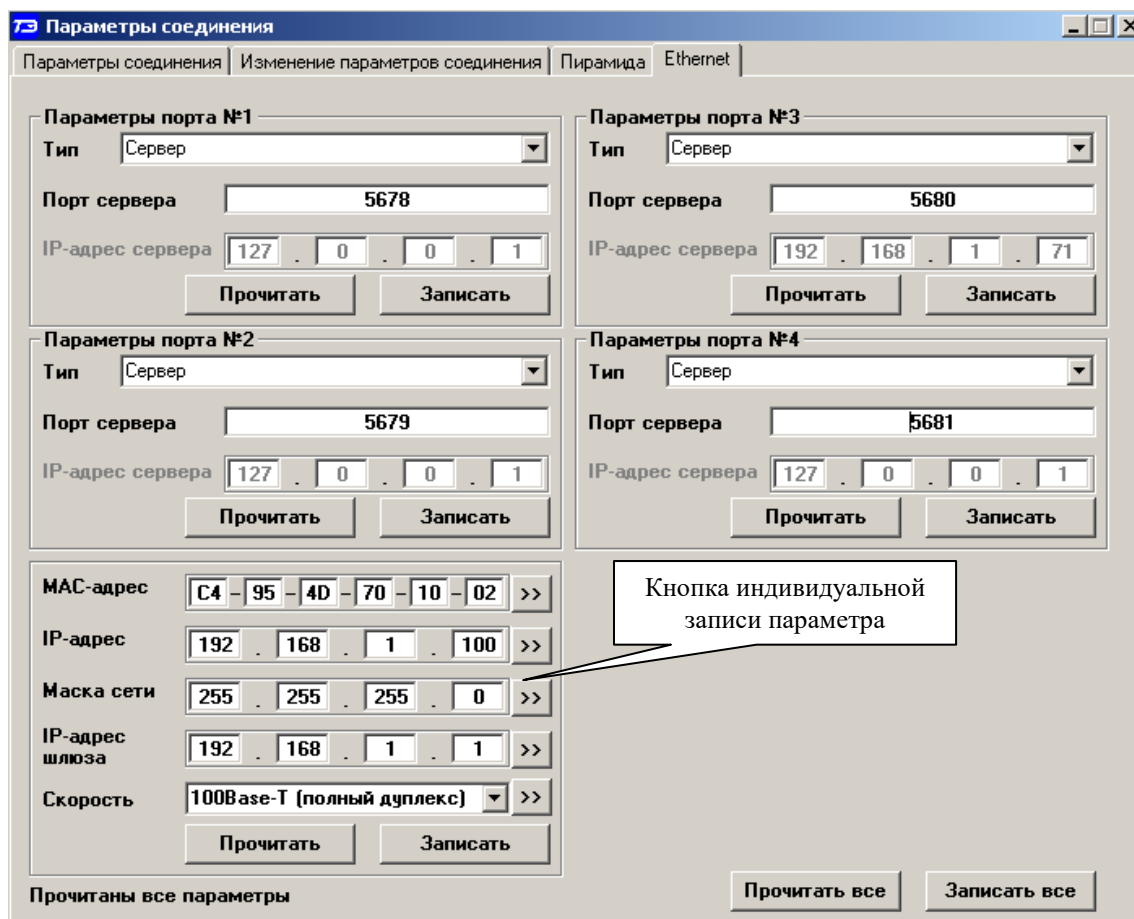 ТЭ Параметры соединения
Параметры соединения Изменение параметров соединения Пирамида Ethernet
Параметры порта №1
Тип Сервер
Порт сервера 5678
IP-адрес сервера 127 . 0 . 0 . 1
Прочитать Записать
Параметры порта №3
Тип Сервер
Порт сервера 5680
IP-адрес сервера 192 . 168 . 1 . 71
Прочитать Записать
Параметры порта №2
Тип Сервер
Порт сервера 5679
IP-адрес сервера 127 . 0 . 0 . 1
Прочитать Записать
Параметры порта №4
Тип Сервер
Порт сервера 5681
IP-адрес сервера 127 . 0 . 0 . 1
Прочитать Записать
MAC-адрес C4 - 95 - 4D - 70 - 10 - 02 >>
IP-адрес 192 . 168 . 1 . 100 >>
Маска сети 255 . 255 . 255 . 0 >>
IP-адрес
шлюза 192 . 168 . 1 . 1 >>
Скорость 100Base-T (полный дуплекс) >>
Прочитать Записать
Кнопка индивидуальной
записи параметра
Прочитаны все параметры
Прочитать все Записать все